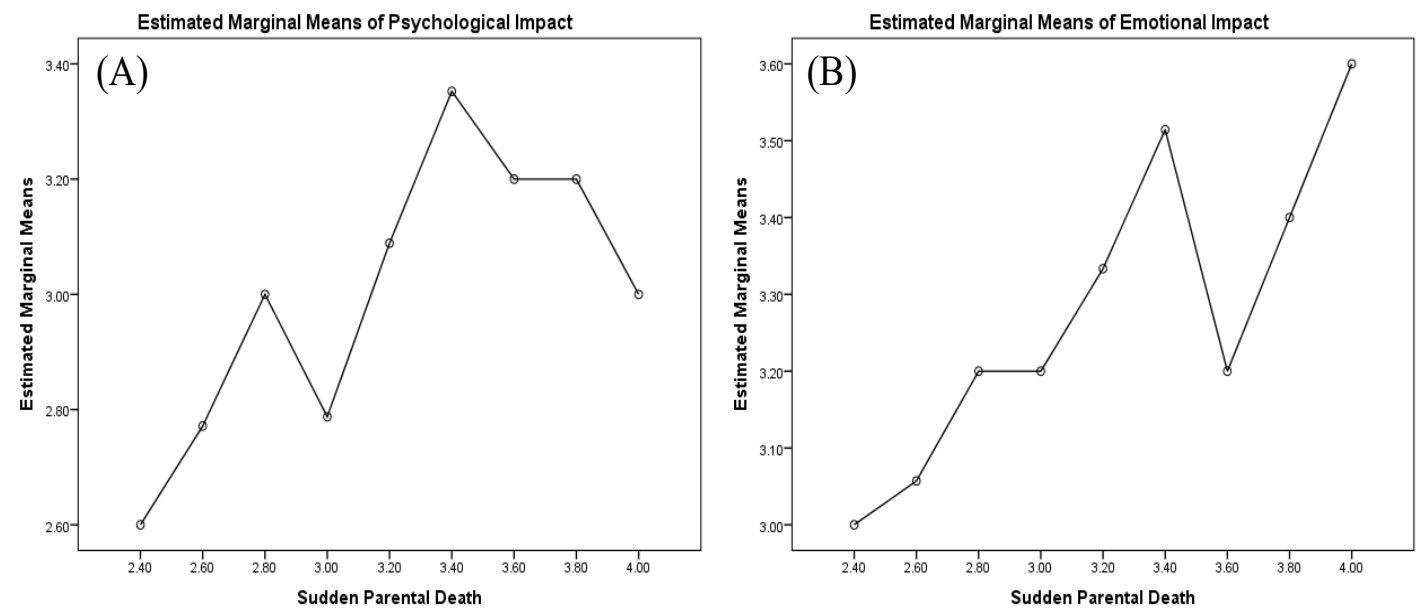 Estimated Marginal Means of Psychological Impact
(A)
3.40
3.20
3.00
2.80
2.60
Estimated Marginal Means
2.40 2.60 2.80 3.00 3.20 3.40 3.60 3.80 4.00
Sudden Parental Death
Estimated Marginal Means of Emotional Impact
(B)
3.60
3.50
3.40
3.30
3.20
3.10
3.00
Estimated Marginal Means
2.40 2.60 2.80 3.00 3.20 3.40 3.60 3.80 4.00
Sudden Parental Death